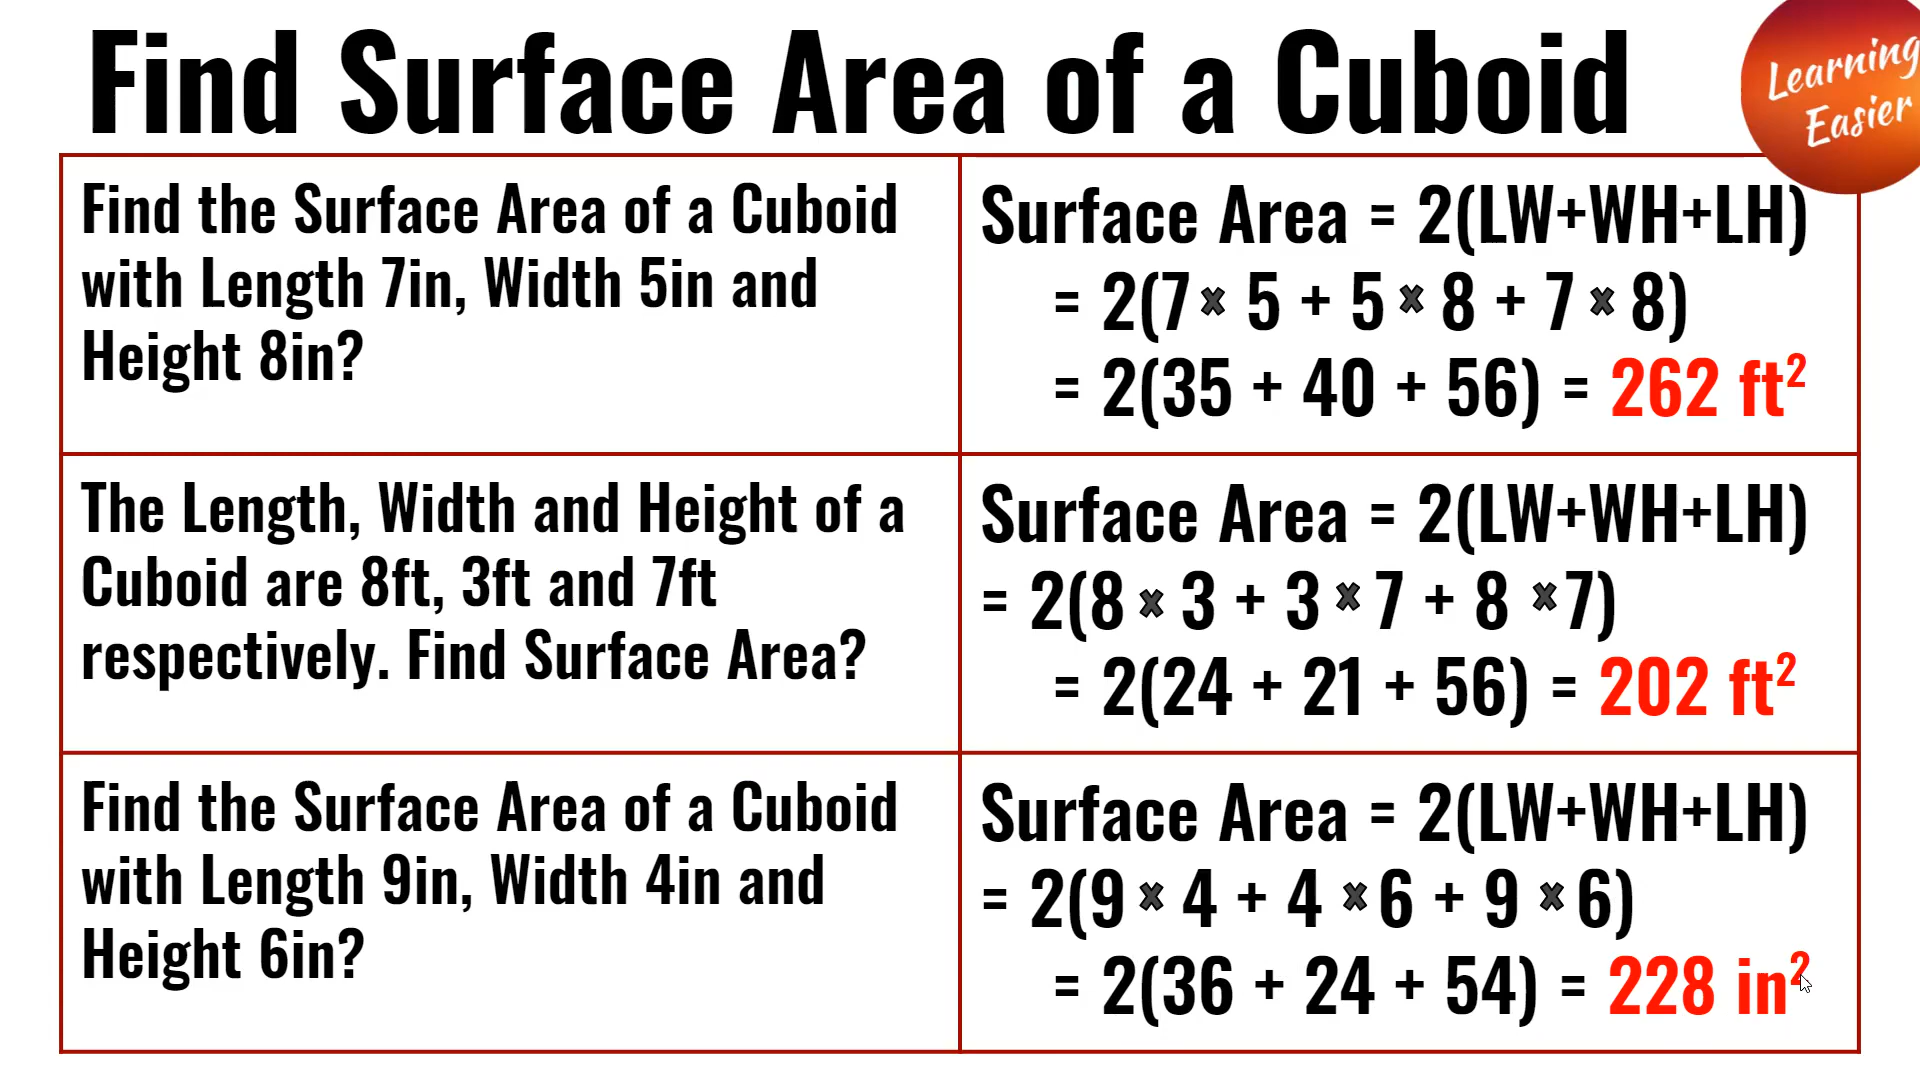 Find Surface Area of a Cuboid
Learning
Easier
Find the Surface Area of a Cuboid
with Length 7in, Width 5in and
Height 8in?
Surface Area = 2(LW+WH+LH)
= 2(7 × 5 + 5 × 8 + 7 × 8)
= 2(35 + 40 + 56) = 262 ft²
The Length, Width and Height of a
Cuboid are 8ft, 3ft and 7ft
respectively. Find Surface Area?
Surface Area = 2(LW+WH+LH)
= 2(8 × 3 + 3 × 7 + 8 × 7)
= 2(24 + 21 + 56) = 202 ft²
Find the Surface Area of a Cuboid
with Length 9in, Width 4in and
Height 6in?
Surface Area = 2(LW+WH+LH)
= 2(9 × 4 + 4 × 6 + 9 × 6)
= 2(36 + 24 + 54) = 228 in²